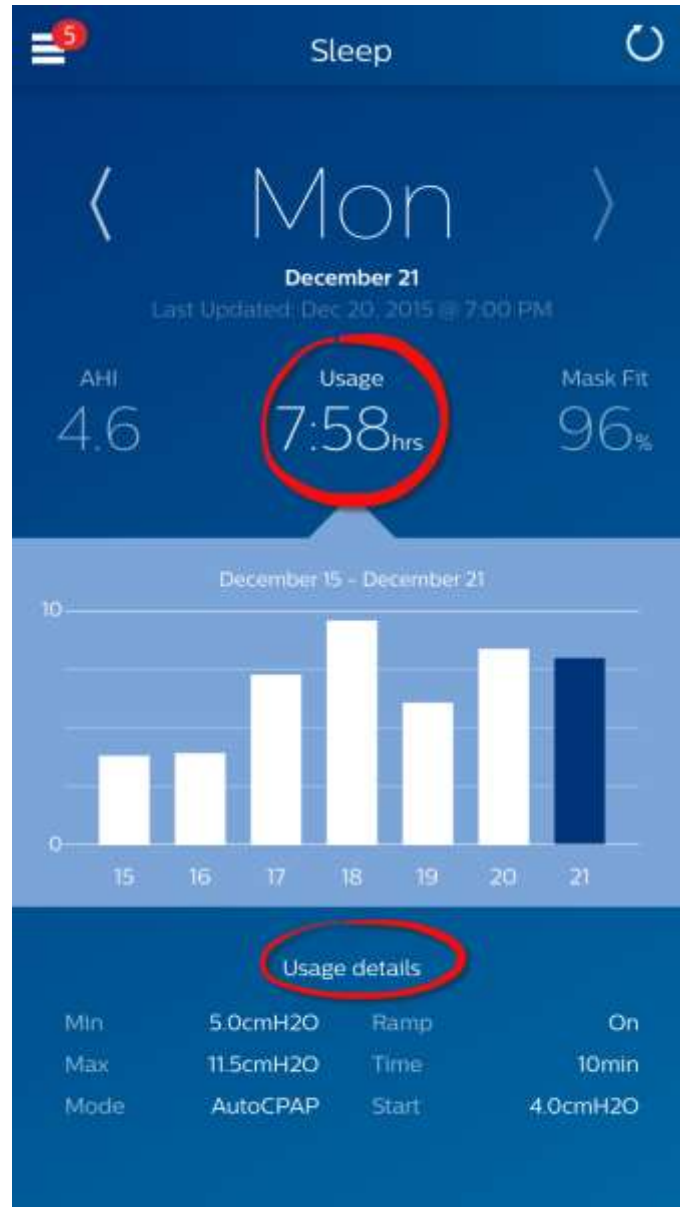 5
Sleep
Mon
December 21
Last Updated: Dec 20, 2015 @ 7:00 PM
AHI Usage Mask Fit
4.6 7:58hrs 96%
December 15 - December 21
10
0
15 16 17 18 19 20 21
Usage details
Min 5.0cmH2O Ramp On
Max 11.5cmH2O Time 10min
Mode AutoCPAP Start 4.0cmH2O